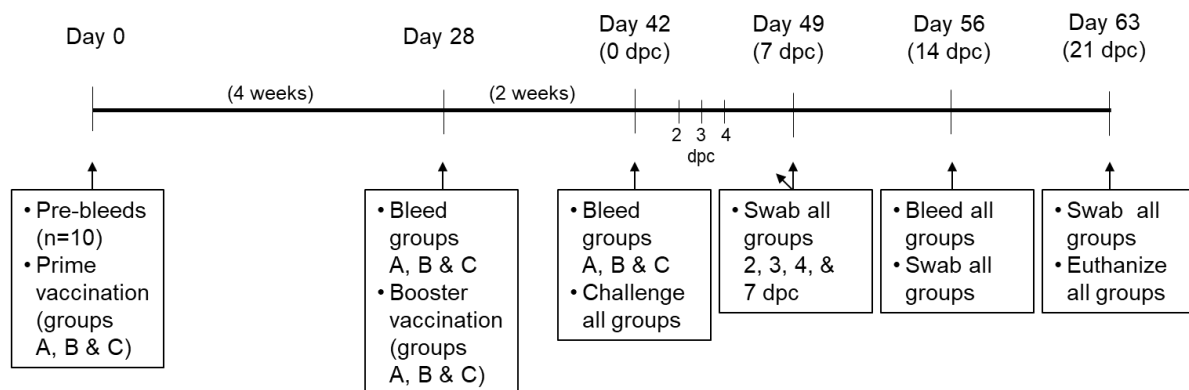 Day 0
Day 28
Day 42
(0 dpc)
Day 49
(7 dpc)
Day 56
(14 dpc)
Day 63
(21 dpc)
(4 weeks)
(2 weeks)
2 3 4
dpc
• Pre-bleeds
(n=10)
• Prime
vaccination
(groups
A, B & C)
• Bleed
groups
A, B & C
• Booster
vaccination
(groups
A, B & C)
• Bleed
groups
A, B & C
• Challenge
all groups
• Swab all
groups
2, 3, 4, &
7 dpc
• Bleed all
groups
• Swab all
groups
• Swab all
groups
• Euthanize
all groups